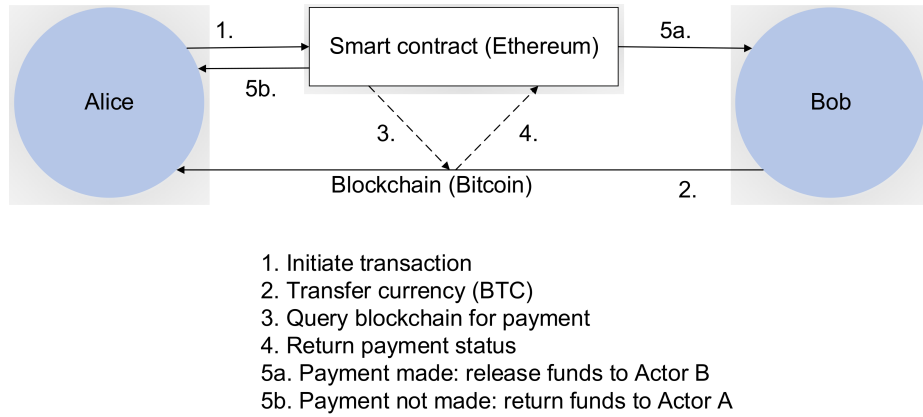 1.
Smart contract (Ethereum)
5a.
5b.
Alice
Bob
3.
4.
Blockchain (Bitcoin)
2.
1. Initiate transaction
2. Transfer currency (BTC)
3. Query blockchain for payment
4. Return payment status
5a. Payment made: release funds to Actor B
5b. Payment not made: return funds to Actor A